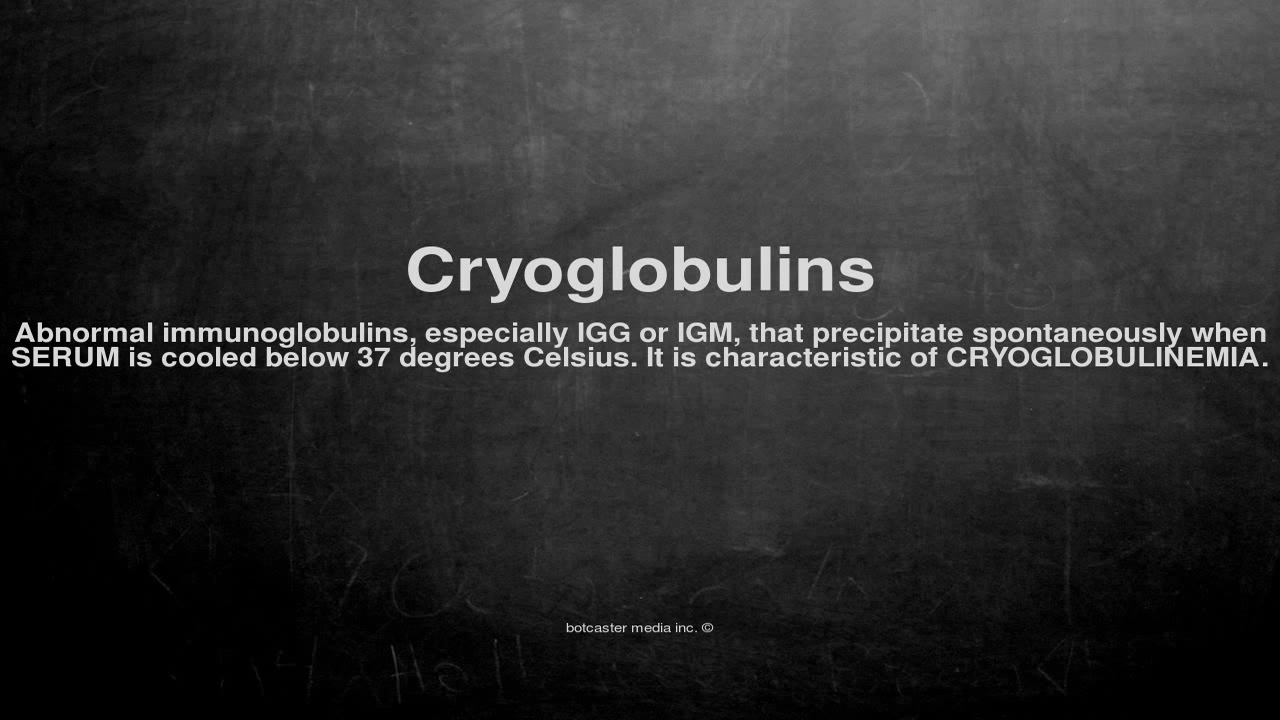 Cryoglobulins
Abnormal immunoglobulins, especially IGG or IGM, that precipitate spontaneously when
SERUM is cooled below 37 degrees Celsius. It is characteristic of CRYOGLOBULINEMIA.
botcaster media inc. ©